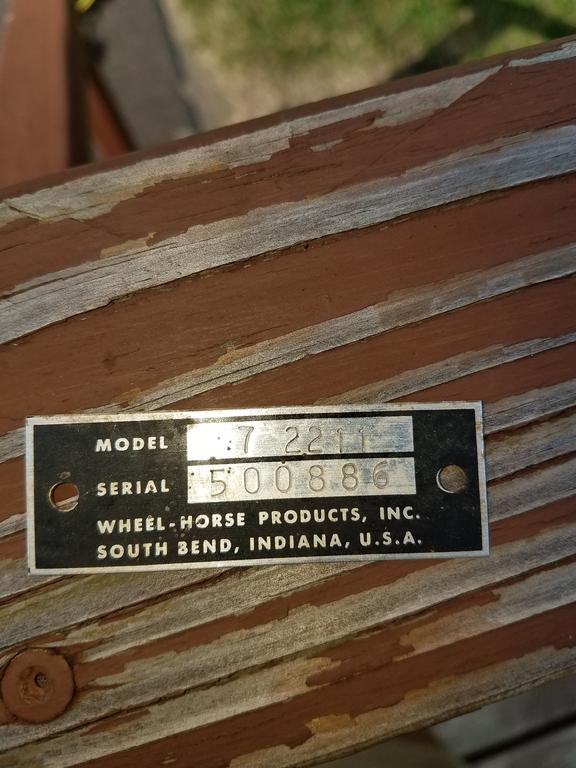 MODEL 7 2211
SERIAL 500886
WHEEL-HORSE PRODUCTS, INC.
SOUTH BEND, INDIANA, U.S.A.